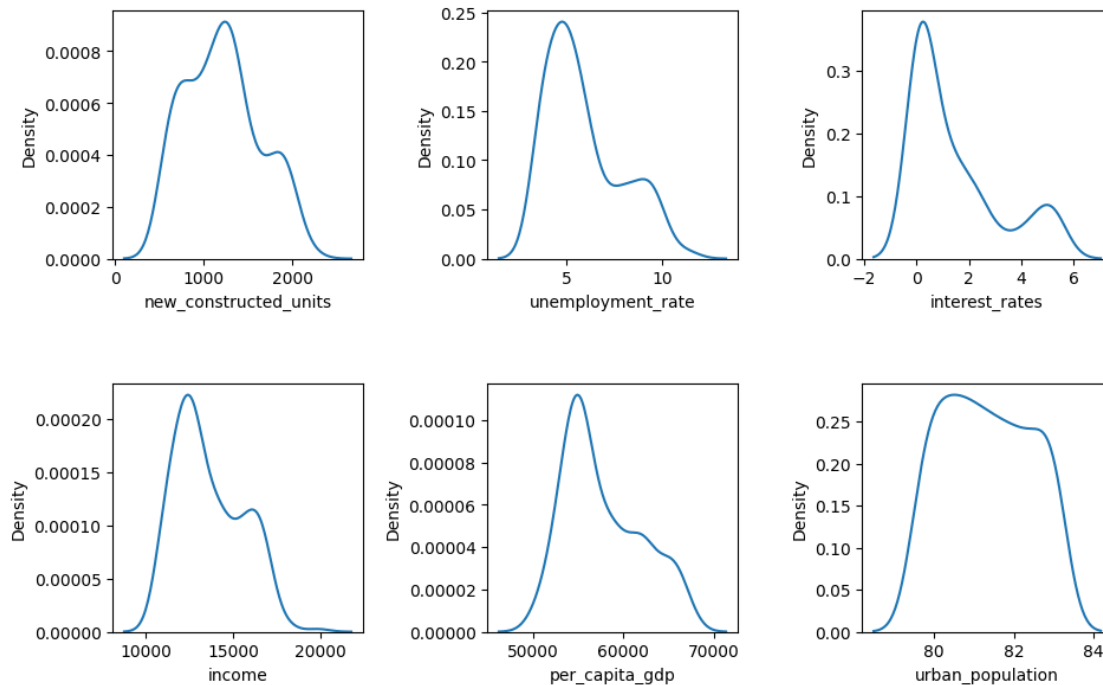 Density
0.0008
0.0006
0.0004
0.0002
0.0000
0 1000 2000
new_constructed_units
Density
0.25
0.20
0.15
0.10
0.05
0.00
5 10
unemployment_rate
Density
0.3
0.2
0.1
0.0
−2 0 2 4 6
interest_rates
Density
0.00020
0.00015
0.00010
0.00005
0.00000
10000 15000 20000
income
Density
0.00010
0.00008
0.00006
0.00004
0.00002
0.00000
50000 60000 70000
per_capita_gdp
Density
0.25
0.20
0.15
0.10
0.05
0.00
80 82 84
urban_population